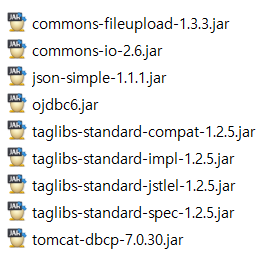 commons-fileupload-1.3.3.jar
commons-io-2.6.jar
json-simple-1.1.1.jar
ojdbc6.jar
taglibs-standard-compat-1.2.5.jar
taglibs-standard-impl-1.2.5.jar
taglibs-standard-jstlel-1.2.5.jar
taglibs-standard-spec-1.2.5.jar
tomcat-dbcp-7.0.30.jar